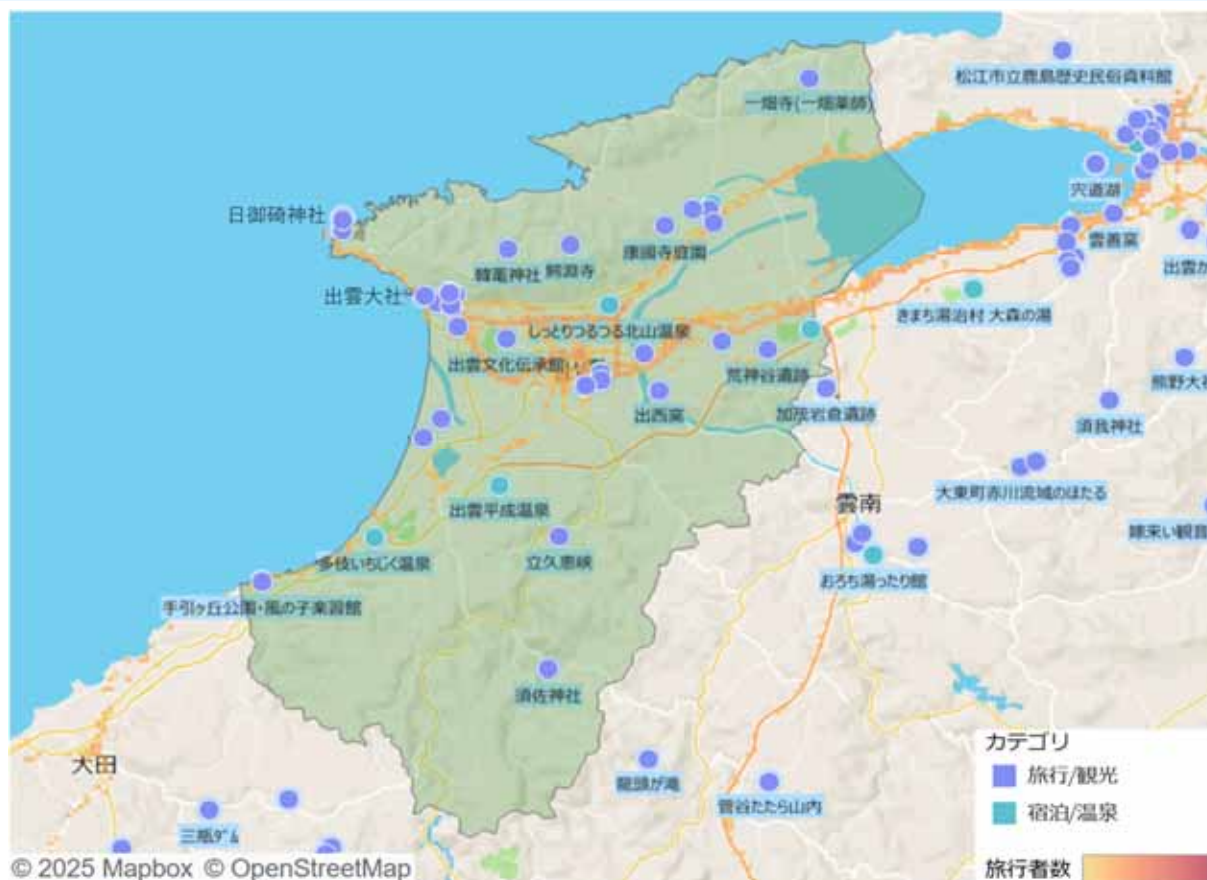 松江市立鹿島歴史民俗資料館
一畑寺(一畑薬師)
宍道湖
日御碕神社
康國寺庭園
雲善窯
韓竈神社
鰐淵寺
出雲大社
きまち湯治村 大森の湯
しっとりつるつる北山温泉
出雲文化伝承館
荒神谷遺跡
熊野大
出西窯
加茂岩倉遺跡
須我神社
大東町赤川流域のほたる
雲南
出雲平成温泉
多伎いちじく温泉
立久恵峡
おろち湯ったり館
手引ヶ丘公園・風の子楽習館
須佐神社
大田
龍頭が滝
菅谷たたら山内
三瓶ダム
カテゴリ
旅行/観光
宿泊/温泉
旅行者数
© 2025 Mapbox © OpenStreetMap